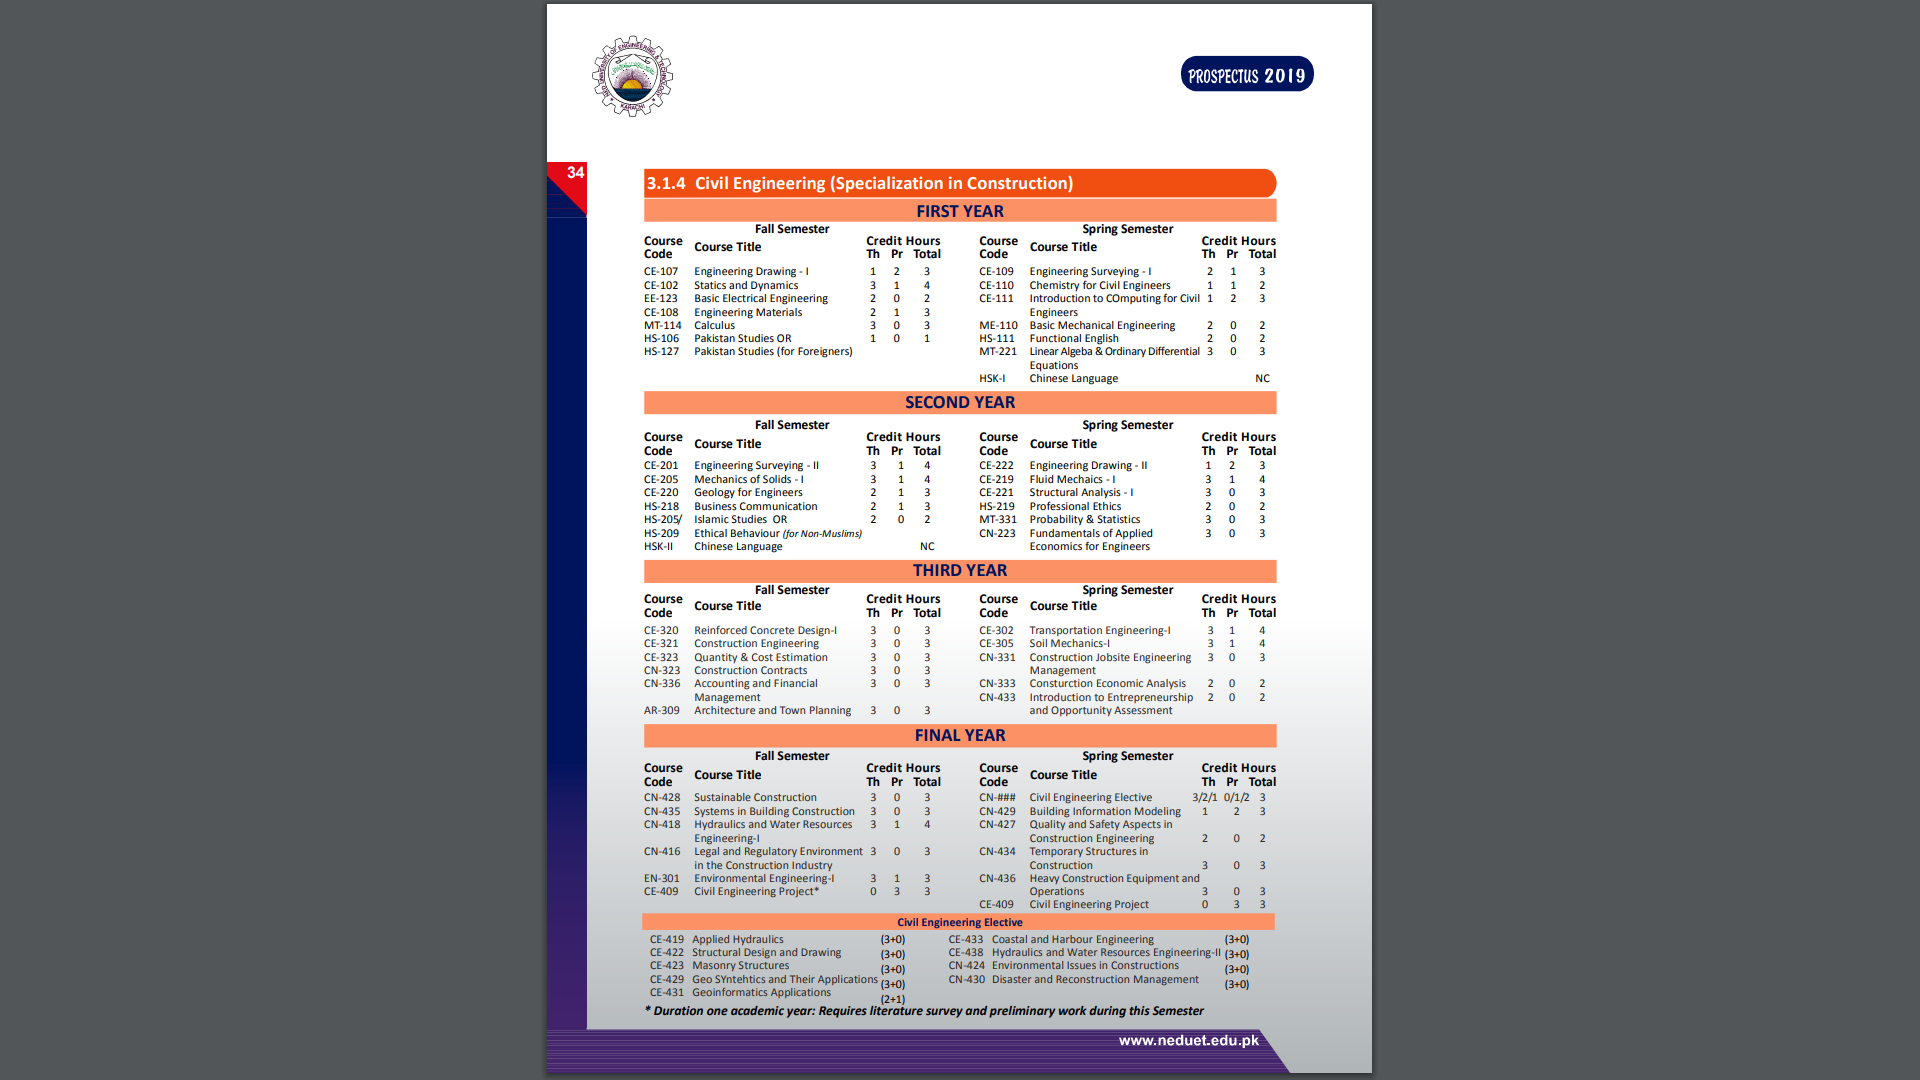 UNIVERSITY OF ENGINEERING & TECHNOLOGY
KARACHI
PROSPECTUS 2019
34
3.1.4 Civil Engineering (Specialization in Construction)
FIRST YEAR
Fall Semester
Course Code Course Title Credit Hours Th Pr Total
CE-107 Engineering Drawing - I 1 2 3
CE-102 Statics and Dynamics 3 1 4
EE-123 Basic Electrical Engineering 2 0 2
CE-108 Engineering Materials 2 1 3
MT-114 Calculus 3 0 3
HS-106 Pakistan Studies OR 1 0 1
HS-127 Pakistan Studies (for Foreigners)
Spring Semester
Course Code Course Title Credit Hours Th Pr Total
CE-109 Engineering Surveying - I 2 1 3
CE-110 Chemistry for Civil Engineers 1 1 2
CE-111 Introduction to COmputing for Civil 1 2 3
Engineers
ME-110 Basic Mechanical Engineering 2 0 2
HS-111 Functional English 2 0 2
MT-221 Linear Algeba & Ordinary Differential 3 0 3
Equations
HSK-I Chinese Language NC
SECOND YEAR
Fall Semester
Course Code Course Title Credit Hours Th Pr Total
CE-201 Engineering Surveying - II 3 1 4
CE-205 Mechanics of Solids - I 3 1 4
CE-220 Geology for Engineers 2 1 3
HS-218 Business Communication 2 1 3
HS-205/ Islamic Studies OR 2 0 2
HS-209 Ethical Behaviour (for Non-Muslims)
HSK-II Chinese Language NC
Spring Semester
Course Code Course Title Credit Hours Th Pr Total
CE-222 Engineering Drawing - II 1 2 3
CE-219 Fluid Mechaics - I 3 1 4
CE-221 Structural Analysis - I 3 0 3
HS-219 Professional Ethics 2 0 2
MT-331 Probability & Statistics 3 0 3
CN-223 Fundamentals of Applied 3 0 3
Economics for Engineers
THIRD YEAR
Fall Semester
Course Code Course Title Credit Hours Th Pr Total
CE-320 Reinforced Concrete Design-I 3 0 3
CE-321 Construction Engineering 3 0 3
CE-323 Quantity & Cost Estimation 3 0 3
CN-323 Construction Contracts 3 0 3
CN-336 Accounting and Financial 3 0 3
Management
AR-309 Architecture and Town Planning 3 0 3
Spring Semester
Course Code Course Title Credit Hours Th Pr Total
CE-302 Transportation Engineering-I 3 1 4
CE-305 Soil Mechanics-I 3 1 4
CN-331 Construction Jobsite Engineering 3 0 3
Management
CN-333 Consturction Economic Analysis 2 0 2
CN-433 Introduction to Entrepreneurship 2 0 2
and Opportunity Assessment
FINAL YEAR
Fall Semester
Course Code Course Title Credit Hours Th Pr Total
CN-428 Sustainable Construction 3 0 3
CN-435 Systems in Building Construction 3 0 3
CN-418 Hydraulics and Water Resources 3 1 4
Engineering-I
CN-416 Legal and Regulatory Environment 3 0 3
in the Construction Industry
EN-301 Environmental Engineering-I 3 1 3
CE-409 Civil Engineering Project* 0 3 3
Spring Semester
Course Code Course Title Credit Hours Th Pr Total
CN-### Civil Engineering Elective 3/2/1 0/1/2 3
CN-429 Building Information Modeling 1 2 3
CN-427 Quality and Safety Aspects in
Construction Engineering 2 0 2
CN-434 Temporary Structures in
Construction 3 0 3
CN-436 Heavy Construction Equipment and
Operations 3 0 3
CE-409 Civil Engineering Project 0 3 3
Civil Engineering Elective
CE-419 Applied Hydraulics (3+0)
CE-422 Structural Design and Drawing (3+0)
CE-423 Masonry Structures (3+0)
CE-429 Geo SYntehtics and Their Applications (3+0)
CE-431 Geoinformatics Applications (2+1)
CE-433 Coastal and Harbour Engineering (3+0)
CE-438 Hydraulics and Water Resources Engineering-II (3+0)
CN-424 Environmental Issues in Constructions (3+0)
CN-430 Disaster and Reconstruction Management (3+0)
* Duration one academic year: Requires literature survey and preliminary work during this Semester
www.neduet.edu.pk